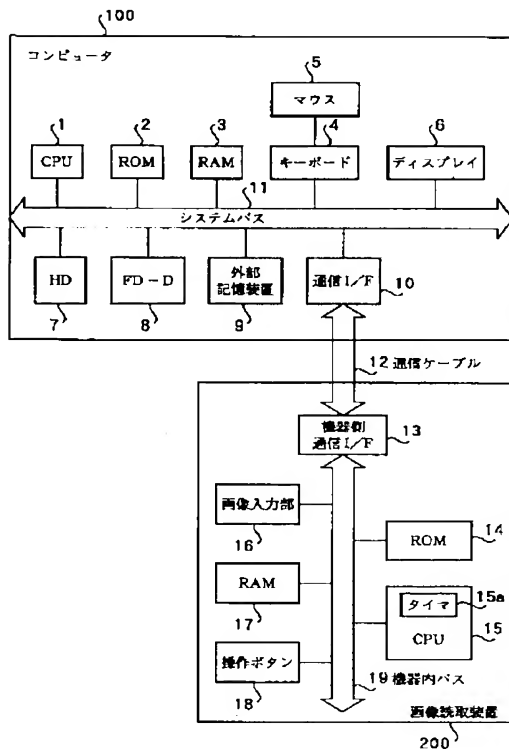 100
コンピュータ
5
マウス
1
2
3
4
6
CPU
ROM
RAM
キーボード
ディスプレイ
11
システムバス
HD
FD-D
外部
記憶装置
通信I/F
7
8
9
10
12通信ケーブル
機器側
通信I/F
13
画像入力部
16
ROM
14
RAM
17
タイマ
15a
CPU
15
操作ボタン
18
19機器内バス
画像読取装置
200